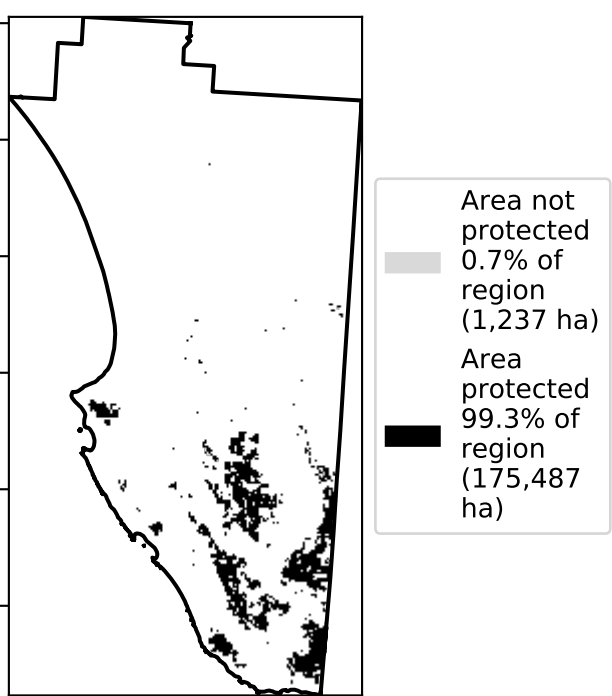 Area not
protected
0.7% of
region
(1,237 ha)
Area
protected
99.3% of
region
(175,487
ha)